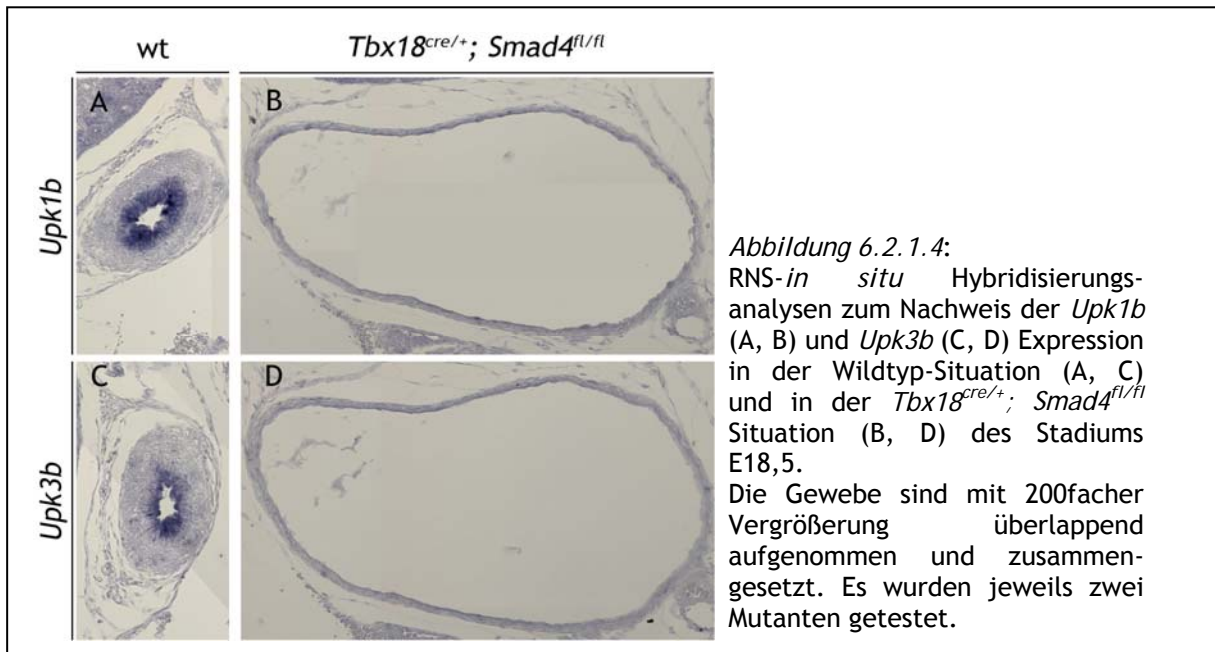 wt
Tbx18cre/+; Smad4fl/fl
A
B
Upk1b
C
D
Upk3b
Abbildung 6.2.1.4:
RNS-in situ Hybridisierungs-
analysen zum Nachweis der Upk1b
(A, B) und Upk3b (C, D) Expression
in der Wildtyp-Situation (A, C)
und in der Tbx18cre/+; Smad4fl/fl
Situation (B, D) des Stadiums
E18,5.
Die Gewebe sind mit 200facher
Vergrößerung überlappend
aufgenommen und zusammen-
gesetzt. Es wurden jeweils zwei
Mutanten getestet.